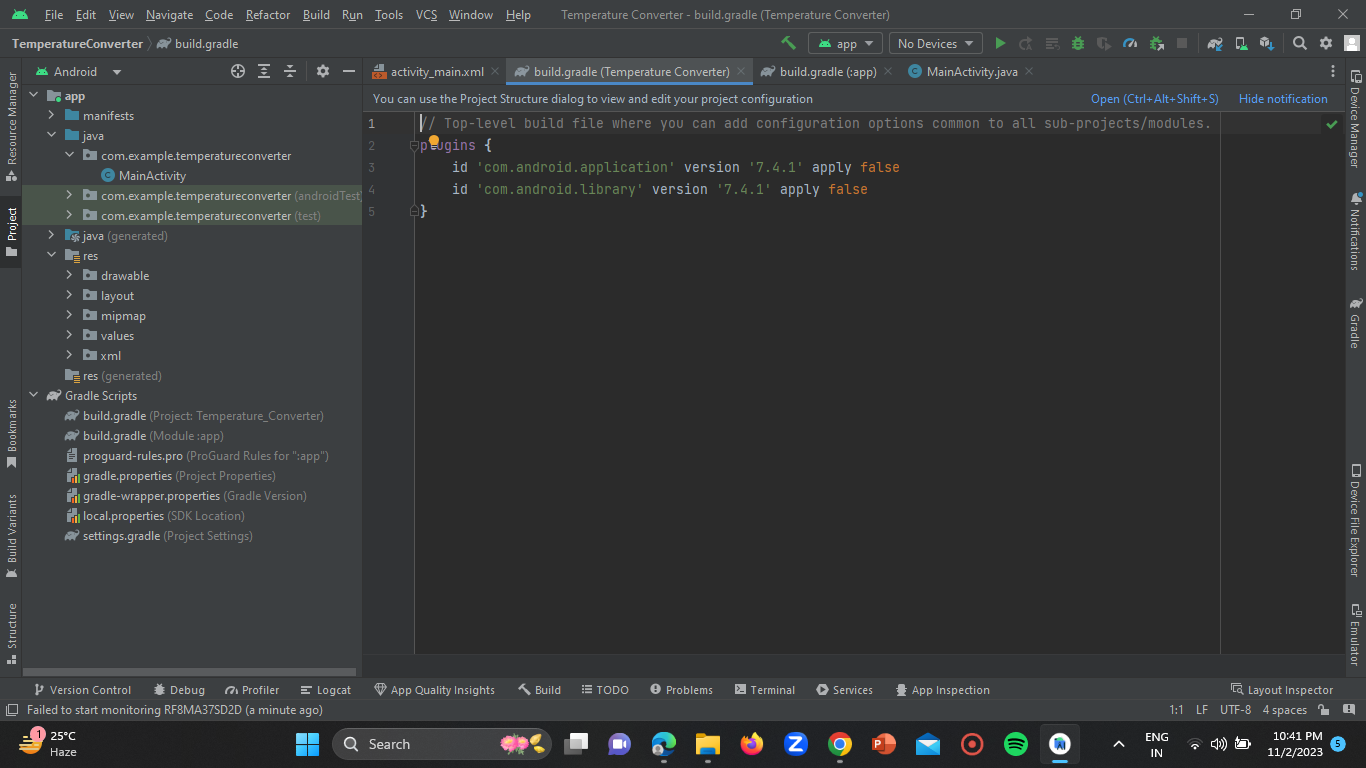 File Edit View Navigate Code Refactor Build Run Tools VCS Window Help Temperature Converter - build.gradle (Temperature Converter)
TemperatureConverter build.gradle app No Devices
Android
activity_main.xml build.gradle (Temperature Converter) build.gradle (:app) MainActivity.java
You can use the Project Structure dialog to view and edit your project configuration Open (Ctrl+Alt+Shift+S) Hide notification
Resource Manager
Project
Bookmarks
Build Variants
Structure
app
manifests
java
com.example.temperatureconverter
MainActivity
com.example.temperatureconverter (androidTest
com.example.temperatureconverter (test)
java (generated)
res
drawable
layout
mipmap
values
xml
res (generated)
Gradle Scripts
build.gradle (Project: Temperature_Converter)
build.gradle (Module :app)
proguard-rules.pro (ProGuard Rules for ":app")
gradle.properties (Project Properties)
gradle-wrapper.properties (Gradle Version)
local.properties (SDK Location)
settings.gradle (Project Settings)
1 // Top-level build file where you can add configuration options common to all sub-projects/modules.
2 plugins {
3 id 'com.android.application' version '7.4.1' apply false
4 id 'com.android.library' version '7.4.1' apply false
5 }
Device Manager
Notifications
Gradle
Device File Explorer
Emulator
Version Control Debug Profiler Logcat App Quality Insights Build TODO Problems Terminal Services App Inspection Layout Inspector
Failed to start monitoring RF8MA37SD2D (a minute ago) 1:1 LF UTF-8 4 spaces
1 25°C
Haze
Search
Z
P
AI
ENG
IN
10:41 PM
11/2/2023
5